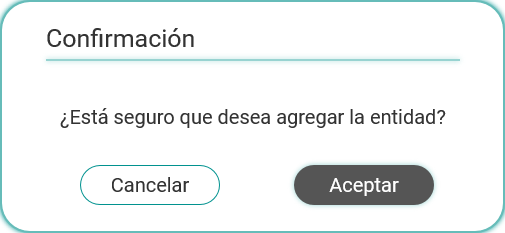 Confirmación
¿Está seguro que desea agregar la entidad?
Cancelar
Aceptar